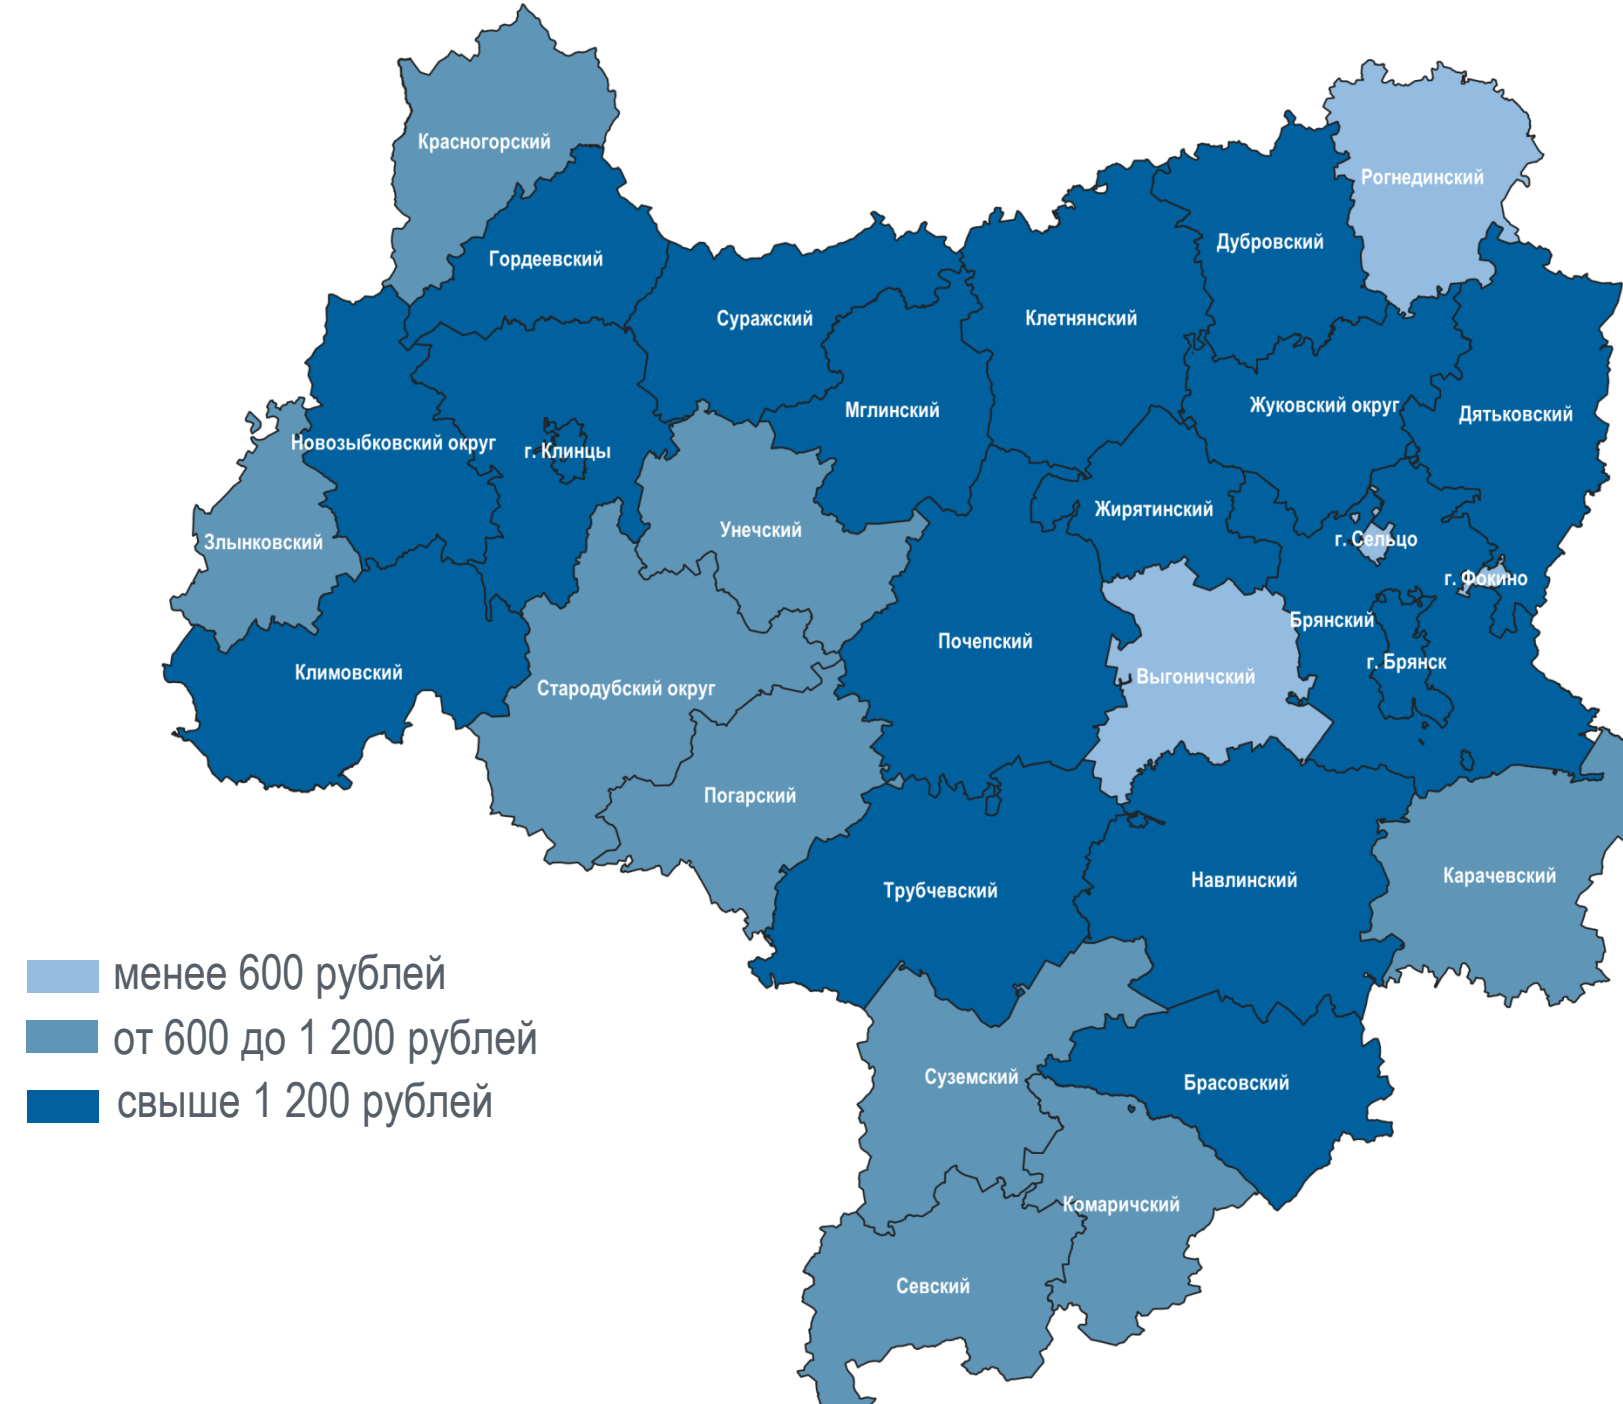 Красногорский
Рогнединский
Дубровский
Гордеевский
Суражский
Клетнянский
Мглинский
Жуковский округ
Дятьковский
Новозыбковский округ
г. Клинцы
Жирятинский
Унечский
Злынковский
г. Сельцо
г. Фокино
Брянский
Почепский
г. Брянск
Климовский
Выгоничский
Стародубский округ
Погарский
Карачевский
Навлинский
Трубчевский
менее 600 рублей
от 600 до 1 200 рублей
Суземский
Брасовский
свыше 1 200 рублей
Комаричский
Севский